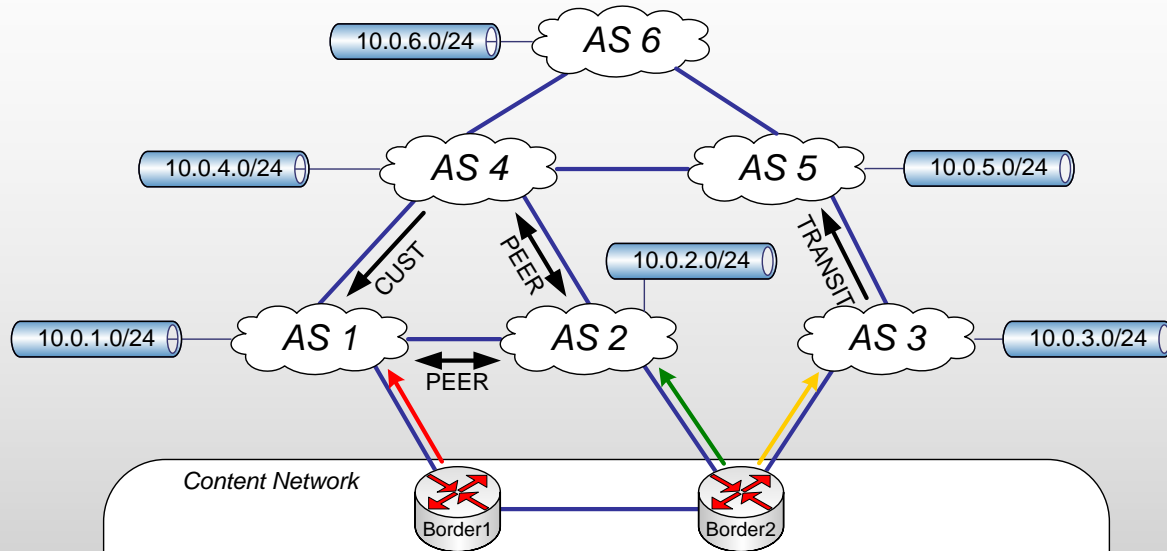 10.0.6.0/24
AS 6
10.0.4.0/24
AS 4
AS 5
10.0.5.0/24
CUST
PEER
10.0.2.0/24
TRANSIT
10.0.1.0/24
AS 1
PEER
AS 2
AS 3
10.0.3.0/24
Content Network
Border1
Border2